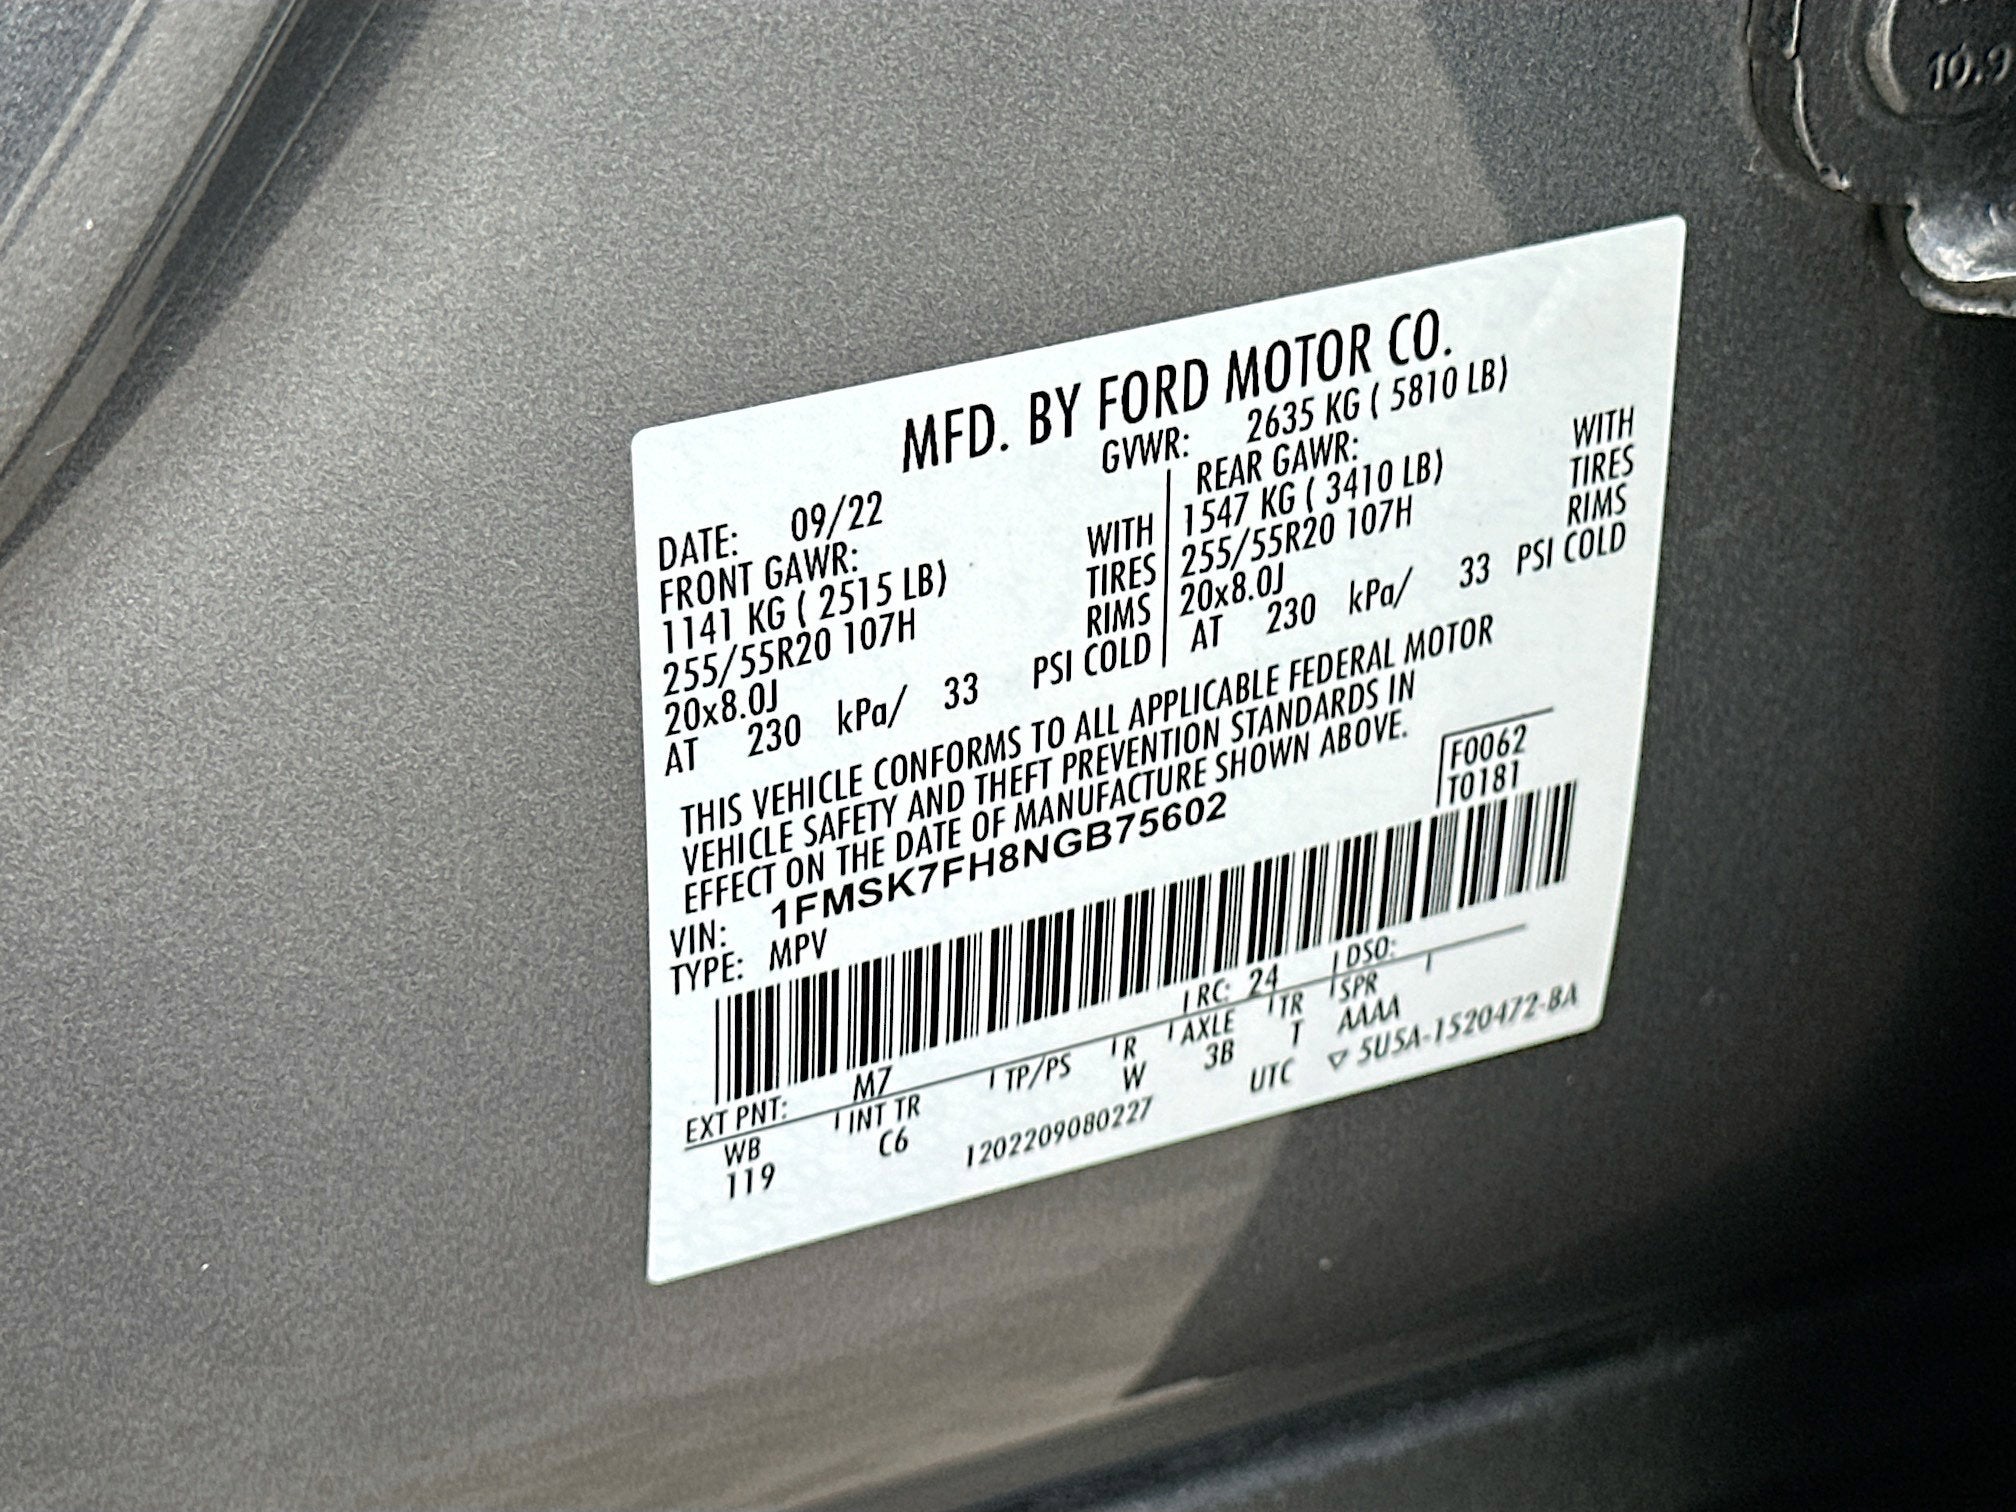 10.9
MFD. BY FORD MOTOR CO.
DATE: 09/22 GVWR: 2635 KG ( 5810 LB)
FRONT GAWR: REAR GAWR:
1141 KG ( 2515 LB) WITH 1547 KG ( 3410 LB) WITH
255/55R20 107H TIRES 255/55R20 107H TIRES
20x8.0J RIMS 20x8.0J RIMS
AT 230 kPa/ 33 PSI COLD AT 230 kPa/ 33 PSI COLD
THIS VEHICLE CONFORMS TO ALL APPLICABLE FEDERAL MOTOR
VEHICLE SAFETY AND THEFT PREVENTION STANDARDS IN
EFFECT ON THE DATE OF MANUFACTURE SHOWN ABOVE.
VIN: 1FMSK7FH8NGB75602 F0062
TYPE: MPV T0181
EXT PNT: M7 RC: 24 DSO:
WB INT TR TP/PS R AXLE TR SPR
119 C6 W 3B T AAAA
1202209080227 UTC ▽ 5U5A-1520472-BA